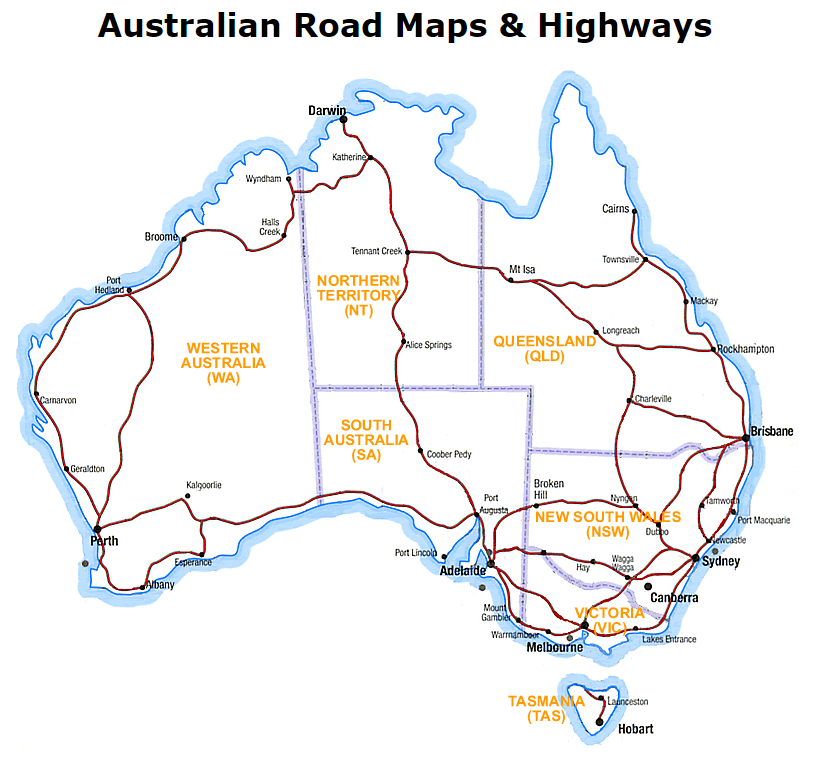 Australian Road Maps & Highways
Darwin
Katherine
Wyndham
Halls
Creek
Broome
Port
Hedland
Tennant Creek
Mt Isa
Cairns
Townsville
Mackay
NORTHERN
TERRITORY
(NT)
Longreach
QUEENSLAND
(QLD)
Rockhampton
WESTERN
AUSTRALIA
(WA)
Alice Springs
Carnarvon
Charleville
SOUTH
AUSTRALIA
(SA)
Brisbane
Coober Pedy
Geraldton
Kalgoorlie
Broken
Hill
Port
Augusta
Nyngan
Tamworth
NEW SOUTH WALES
(NSW)
Port Macquarie
Dubbo
Newcastle
Perth
Port Lincoln
Esperance
Adelaide
Hay
Wagga
Wagga
Sydney
Albany
Canberra
Mount
Gambier
VICTORIA
(VIC)
Warrnambool
Lakes Entrance
Melbourne
TASMANIA
(TAS)
Launceston
Hobart